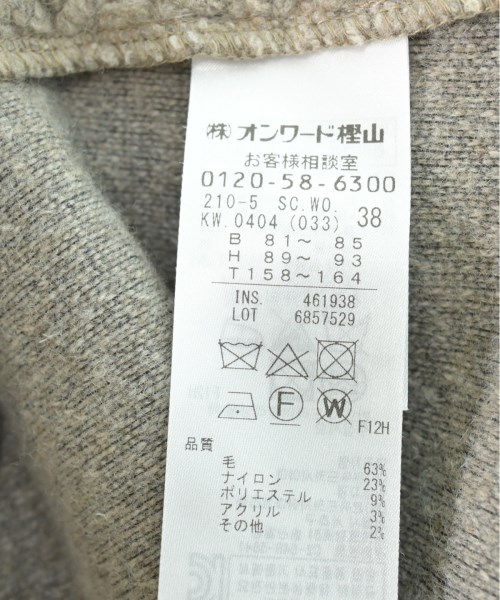 ㈱オンワード樫山
お客様相談室
0120-58-6300
210-5 SC.WO.
KW.0404 (033) 38
B 81〜 85
H 89〜 93
T158〜164
INS. 461938
LOT 6857529
F W
F12H
品質
毛 63%
ナイロン 23%
ポリエステル 9%
アクリル 3%
その他 2%